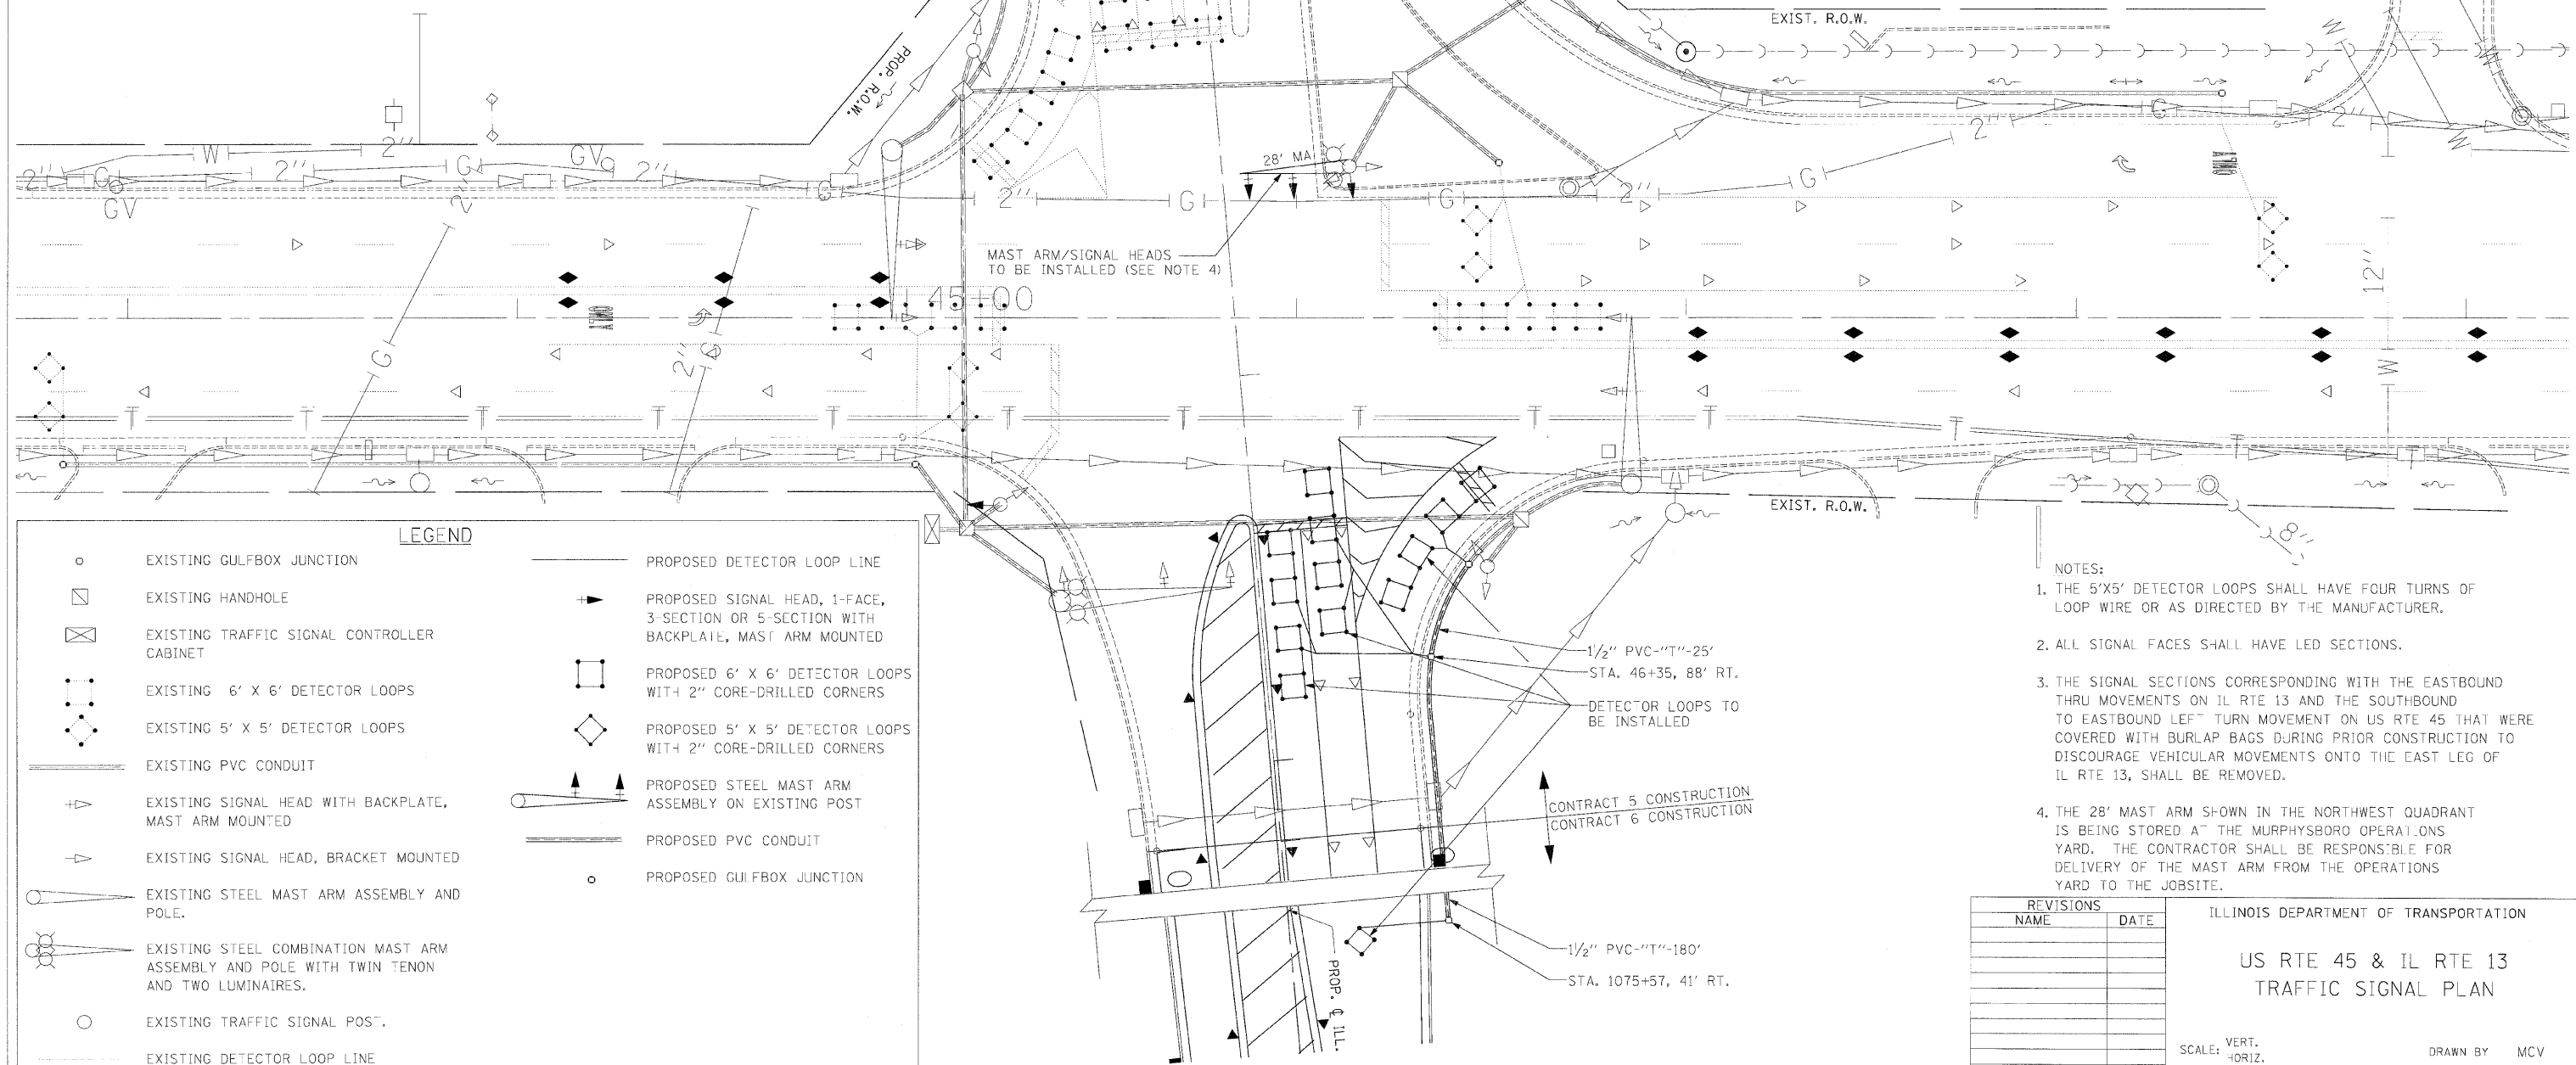 EXIST. R.O.W.
PROP. R.O.W.
2"
W
2"
G
2"
G
GV
2"
G
2"
GV
2"
G
2"
G
28' MA
2"
G
G
2"
G
2"
G
2"
W
W
W
ONLY
MAST ARM/SIGNAL HEADS
TO BE INSTALLED (SEE NOTE 4)
45+00
ONLY
12"
W
T T T T T T T T T T T T T
EXIST. R.O.W.
8"
LEGEND
EXISTING GULFBOX JUNCTION
EXISTING HANDHOLE
EXISTING TRAFFIC SIGNAL CONTROLLER
CABINET
EXISTING 6' X 6' DETECTOR LOOPS
EXISTING 5' X 5' DETECTOR LOOPS
EXISTING PVC CONDUIT
EXISTING SIGNAL HEAD WITH BACKPLATE,
MAST ARM MOUNTED
EXISTING SIGNAL HEAD, BRACKET MOUNTED
EXISTING STEEL MAST ARM ASSEMBLY AND
POLE.
EXISTING STEEL COMBINATION MAST ARM
ASSEMBLY AND POLE WITH TWIN TENON
AND TWO LUMINAIRES.
EXISTING TRAFFIC SIGNAL POST.
EXISTING DETECTOR LOOP LINE
PROPOSED DETECTOR LOOP LINE
PROPOSED SIGNAL HEAD, 1-FACE,
3-SECTION OR 5-SECTION WITH
BACKPLATE, MAST ARM MOUNTED
PROPOSED 6' X 6' DETECTOR LOOPS
WITH 2" CORE-DRILLED CORNERS
PROPOSED 5' X 5' DETECTOR LOOPS
WITH 2" CORE-DRILLED CORNERS
PROPOSED STEEL MAST ARM
ASSEMBLY ON EXISTING POST
PROPOSED PVC CONDUIT
PROPOSED GULFBOX JUNCTION
1½" PVC-"T"-25'
STA. 46+35, 88' RT.
DETECTOR LOOPS TO
BE INSTALLED
CONTRACT 5 CONSTRUCTION
CONTRACT 6 CONSTRUCTION
1½" PVC-"T"-180'
STA. 1075+57, 41' RT.
PROP. ℄ ILL.
NOTES:
1. THE 5'X5' DETECTOR LOOPS SHALL HAVE FOUR TURNS OF
LOOP WIRE OR AS DIRECTED BY THE MANUFACTURER.
2. ALL SIGNAL FACES SHALL HAVE LED SECTIONS.
3. THE SIGNAL SECTIONS CORRESPONDING WITH THE EASTBOUND
THRU MOVEMENTS ON IL RTE 13 AND THE SOUTHBOUND
TO EASTBOUND LEFT TURN MOVEMENT ON US RTE 45 THAT WERE
COVERED WITH BURLAP BAGS DURING PRIOR CONSTRUCTION TO
DISCOURAGE VEHICULAR MOVEMENTS ONTO THE EAST LEG OF
IL RTE 13, SHALL BE REMOVED.
4. THE 28' MAST ARM SHOWN IN THE NORTHWEST QUADRANT
IS BEING STORED AT THE MURPHYSBORO OPERATIONS
YARD. THE CONTRACTOR SHALL BE RESPONSIBLE FOR
DELIVERY OF THE MAST ARM FROM THE OPERATIONS
YARD TO THE JOBSITE.
REVISIONS
NAME DATE
ILLINOIS DEPARTMENT OF TRANSPORTATION
US RTE 45 & IL RTE 13
TRAFFIC SIGNAL PLAN
SCALE: VERT.
HORIZ.
DRAWN BY MCV